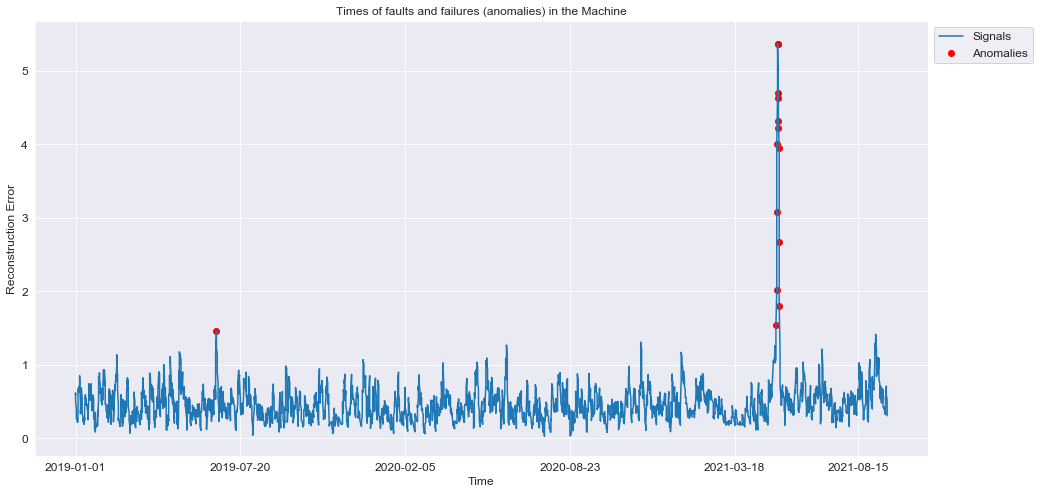 Times of faults and failures (anomalies) in the Machine
Signals
Anomalies
Reconstruction Error
5
4
3
2
1
0
2019-01-01
2019-07-20
2020-02-05
2020-08-23
2021-03-18
2021-08-15
Time